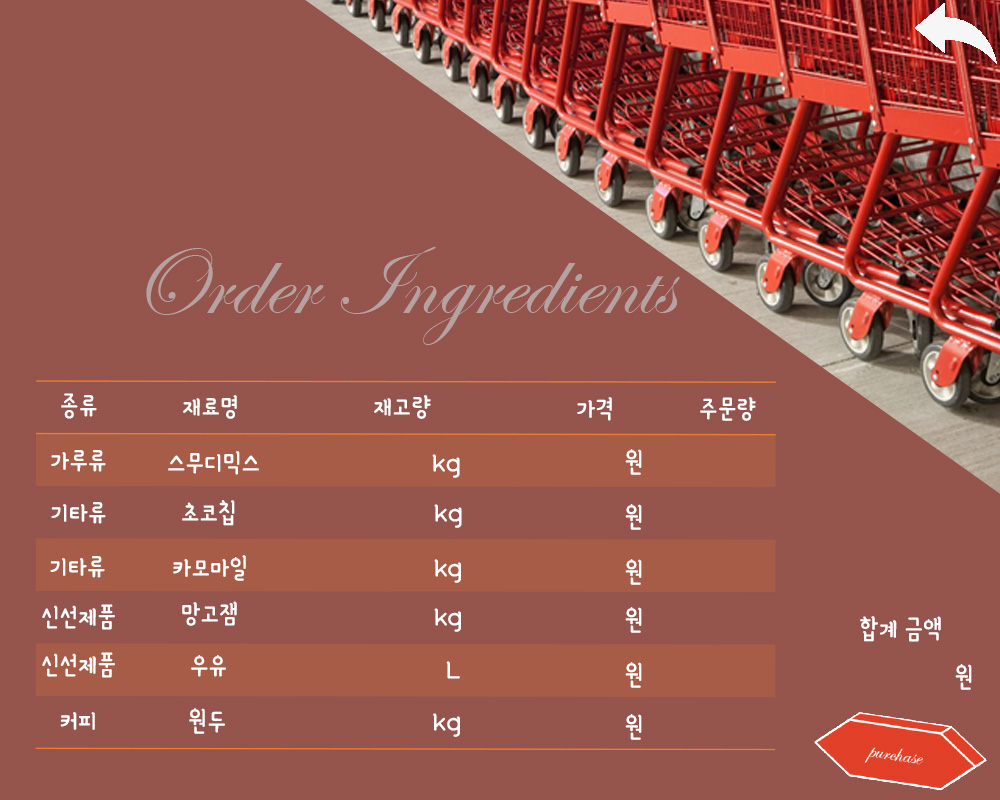 Order Ingredients
종류 재료명 재고량 가격 주문량
가루류 스무디믹스 kg 원
기타류 초코칩 kg 원
기타류 카모마일 kg 원
신선제품 망고잼 kg 원
신선제품 우유 L 원
커피 원두 kg 원
합계 금액
원
purchase